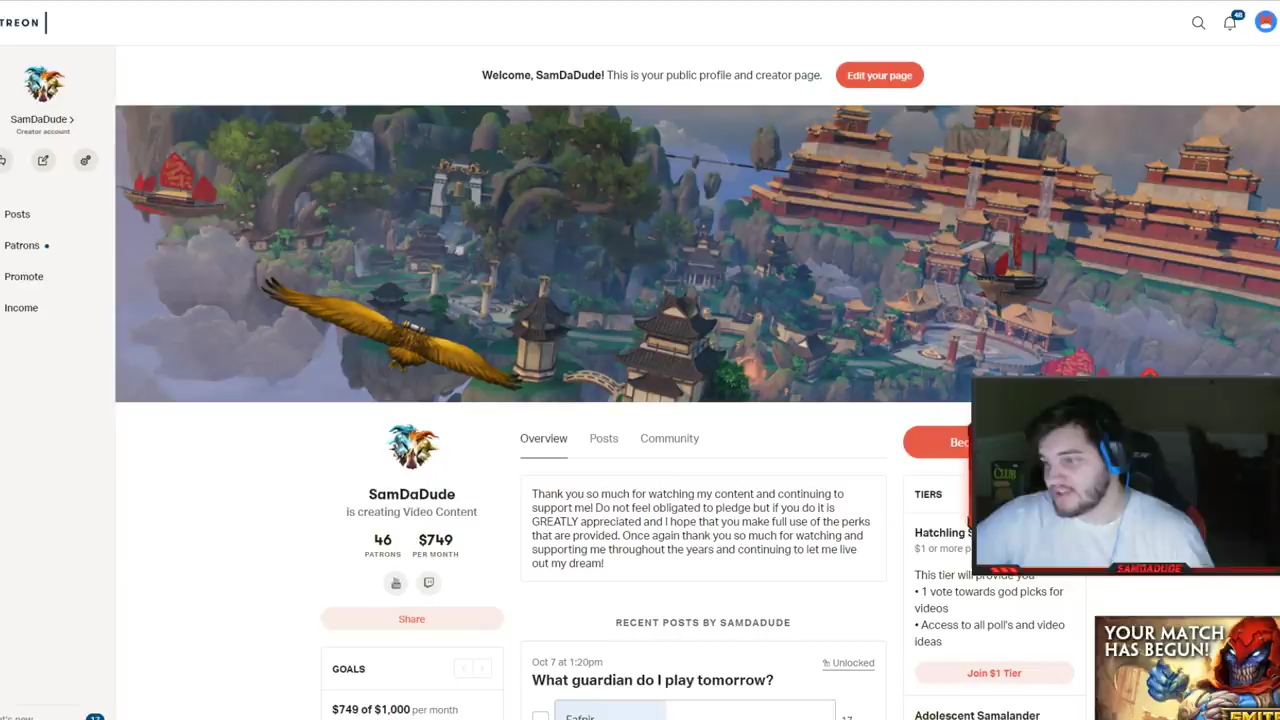 TREON
48
Welcome, SamDaDude! This is your public profile and creator page.
Edit your page
SamDaDude
Creator account
Posts
Patrons
Promote
Income
Overview
Posts
Community
SamDaDude
is creating Video Content
46
PATRONS
$749
PER MONTH
Share
GOALS
$749 of $1,000 per month
Thank you so much for watching my content and continuing to
support me! Do not feel obligated to pledge but if you do it is
GREATLY appreciated and I hope that you make full use of the perks
that are provided. Once again thank you so much for watching and
supporting me throughout the years and continuing to let me live
out my dream!
RECENT POSTS BY SAMDADUDE
Oct 7 at 1:20pm
Unlocked
What guardian do I play tomorrow?
TIERS
Hatchling
$1 or more
This tier will provide you
• 1 vote towards god picks for
videos
• Access to all poll's and video
ideas
Join $1 Tier
Adolescent Samalander
SAMDADUDE
YOUR MATCH
HAS BEGUN!
SMITE